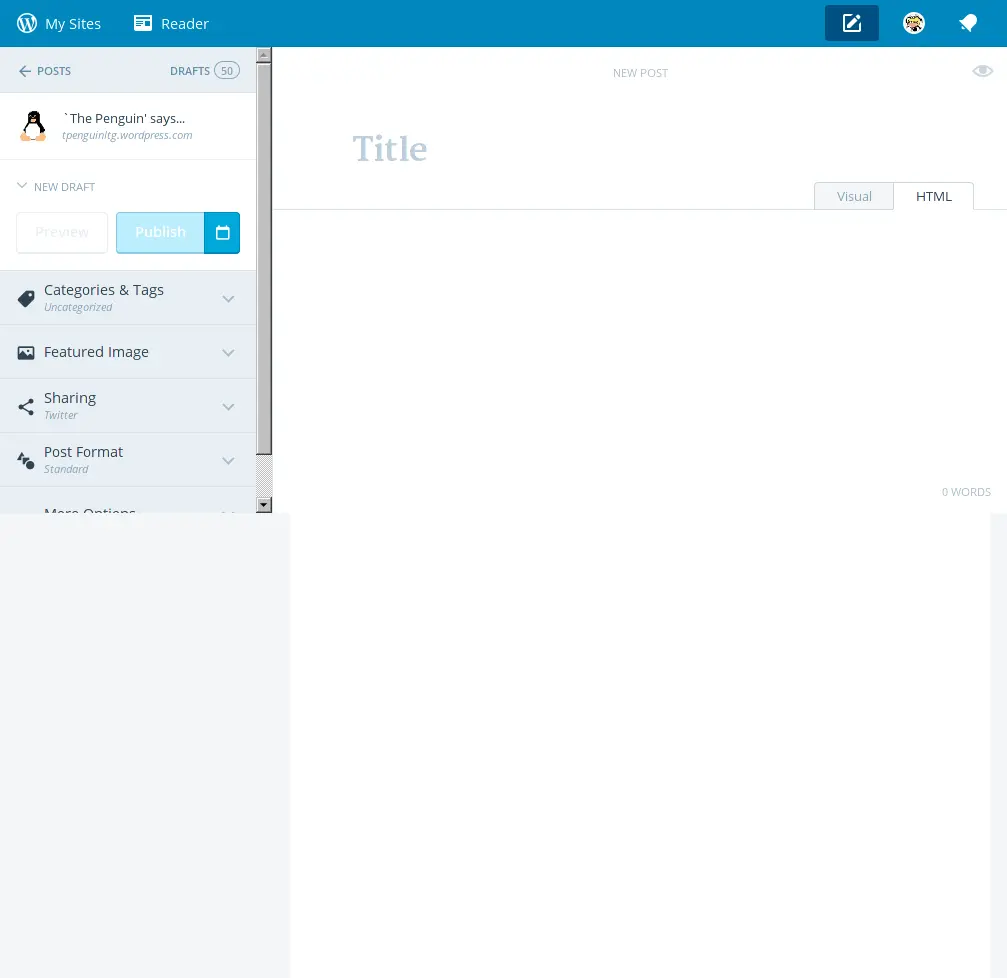 My Sites
Reader
POSTS
DRAFTS 50
NEW POST
`The Penguin' says...
tpenguinltg.wordpress.com
Title
NEW DRAFT
Visual
HTML
Preview
Publish
Categories & Tags
Uncategorized
Featured Image
Sharing
Twitter
Post Format
Standard
0 WORDS
More Options